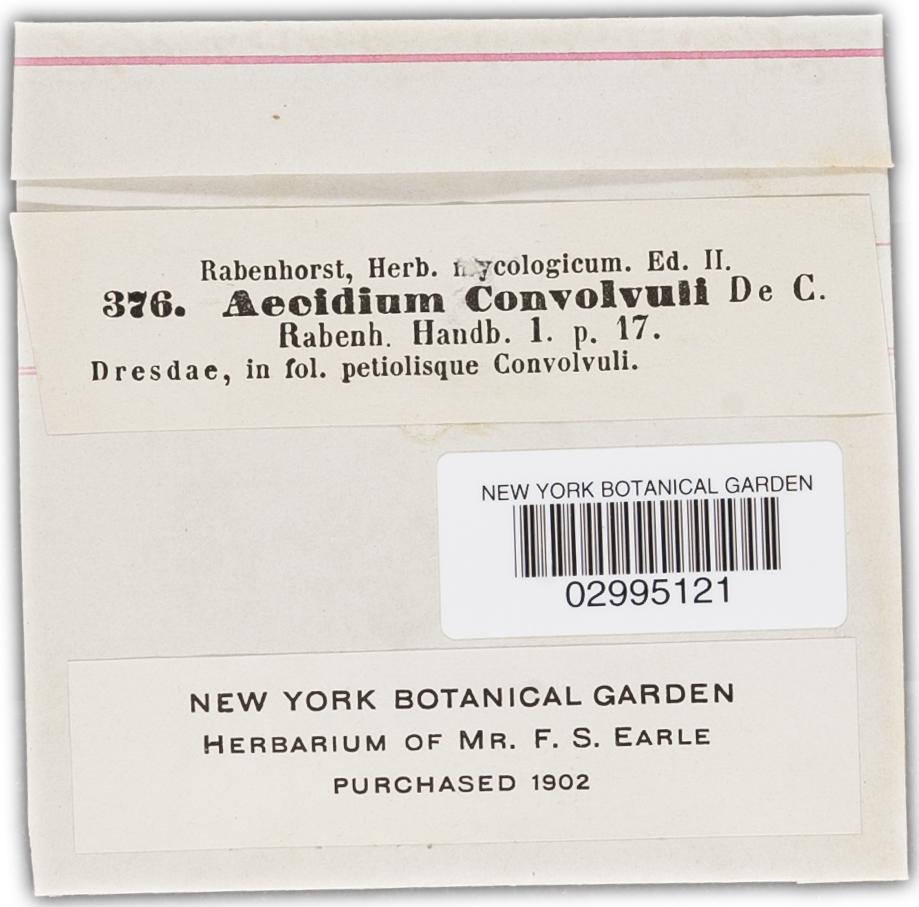 Rabenhorst, Herb. mycologicum. Ed. II.
376. Aecidium Convolvuli De C.
Rabenh. Handb. 1. p. 17.
Dresdae, in fol. petiolisque Convolvuli.
NEW YORK BOTANICAL GARDEN
02995121
NEW YORK BOTANICAL GARDEN
HERBARIUM OF MR. F. S. EARLE
PURCHASED 1902